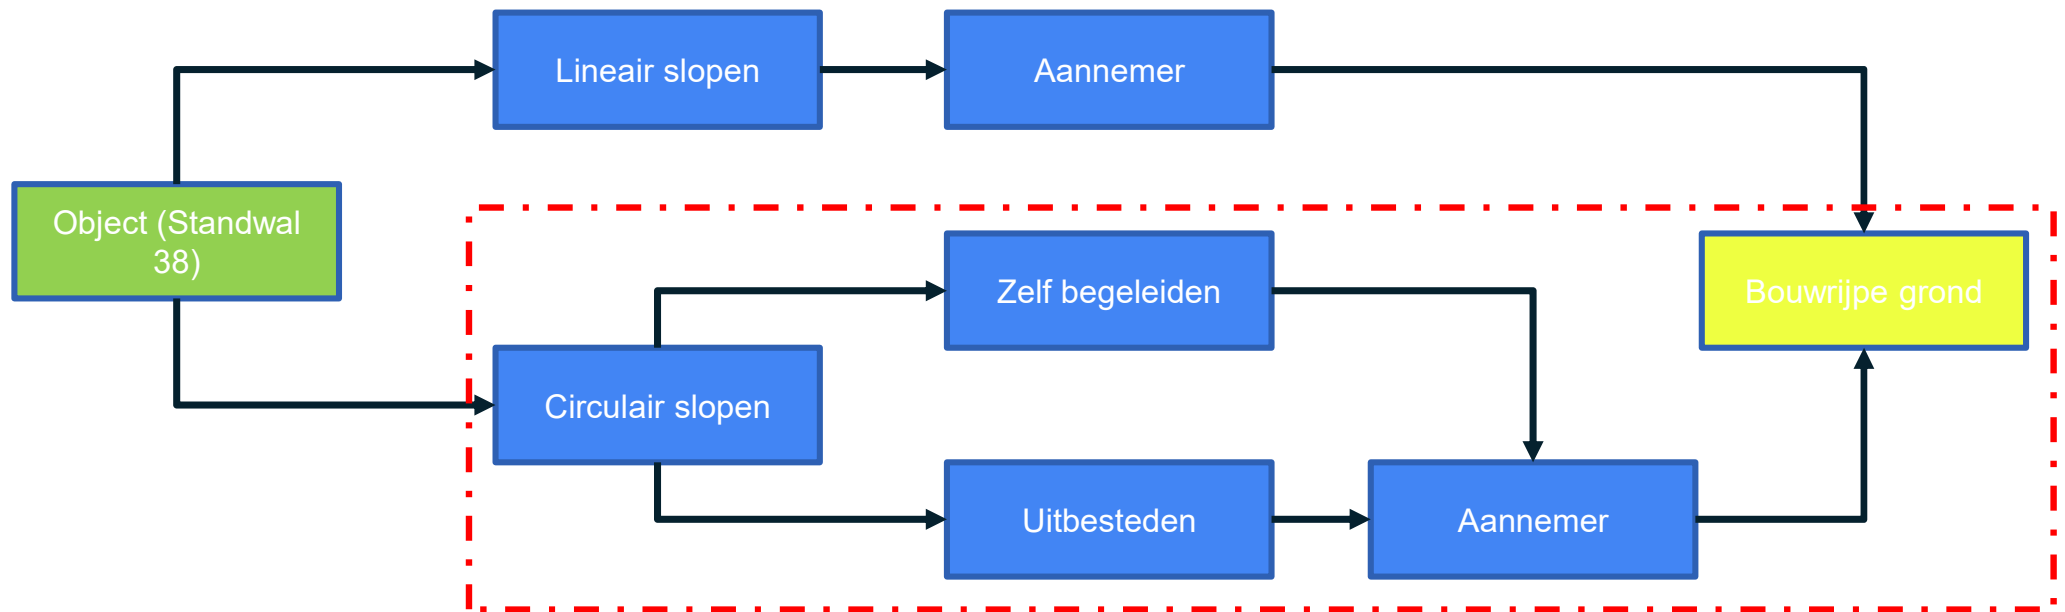 Lineair slopen
Aannemer
Object (Standwal
38)
Zelf begeleiden
Bouwrijpe grond
Circulair slopen
Uitbesteden
Aannemer